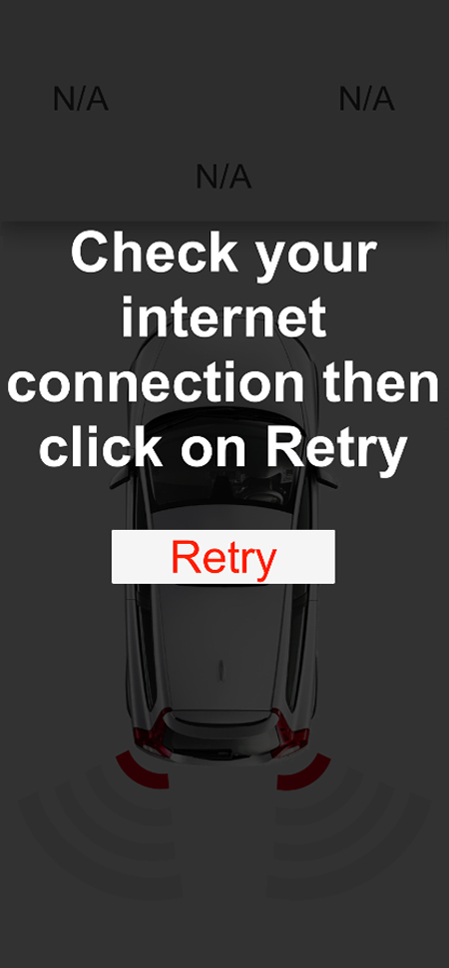 N/A N/A
N/A
Check your
internet
connection then
click on Retry
Retry